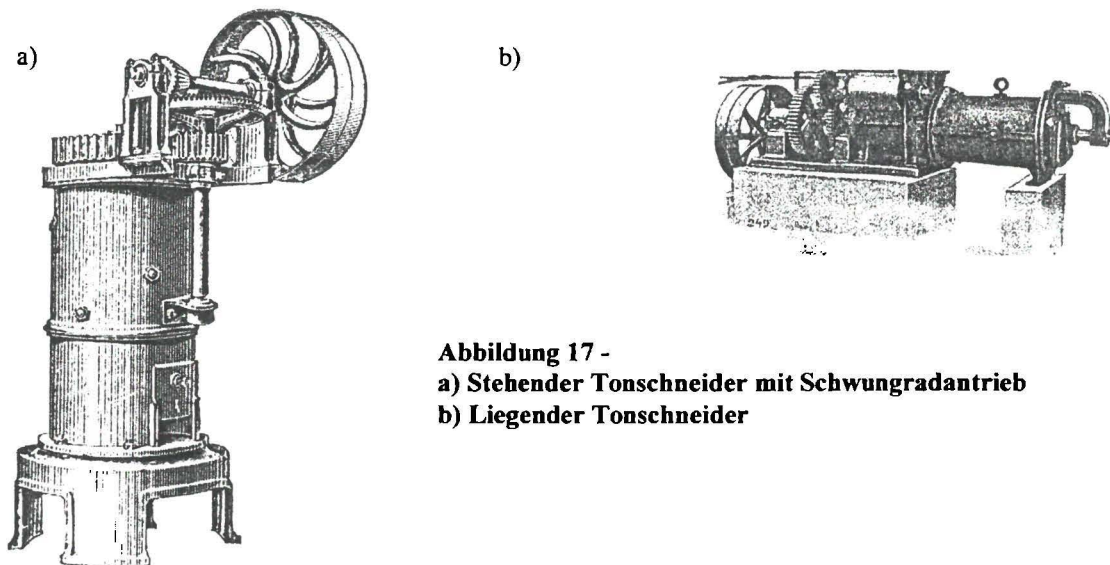 a)
b)
Abbildung 17 -
a) Stehender Tonschneider mit Schwungradantrieb
b) Liegender Tonschneider